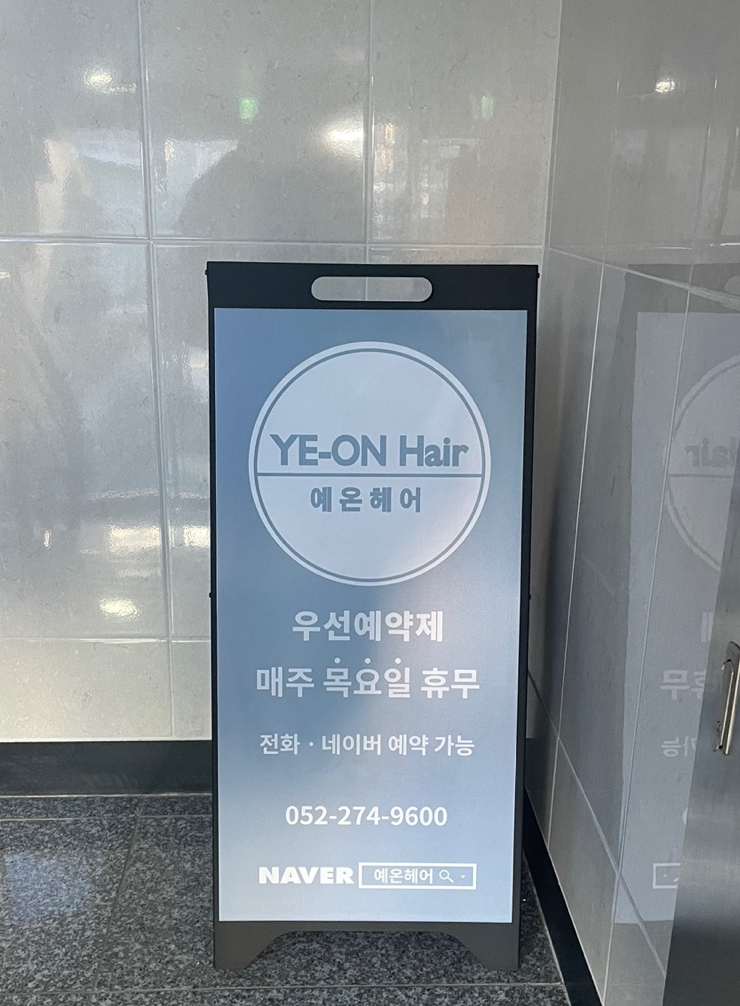 YE-ON Hair
예온헤어
우선예약제
매주 목요일 휴무
전화 · 네이버 예약 가능
052-274-9600
NAVER 예온헤어